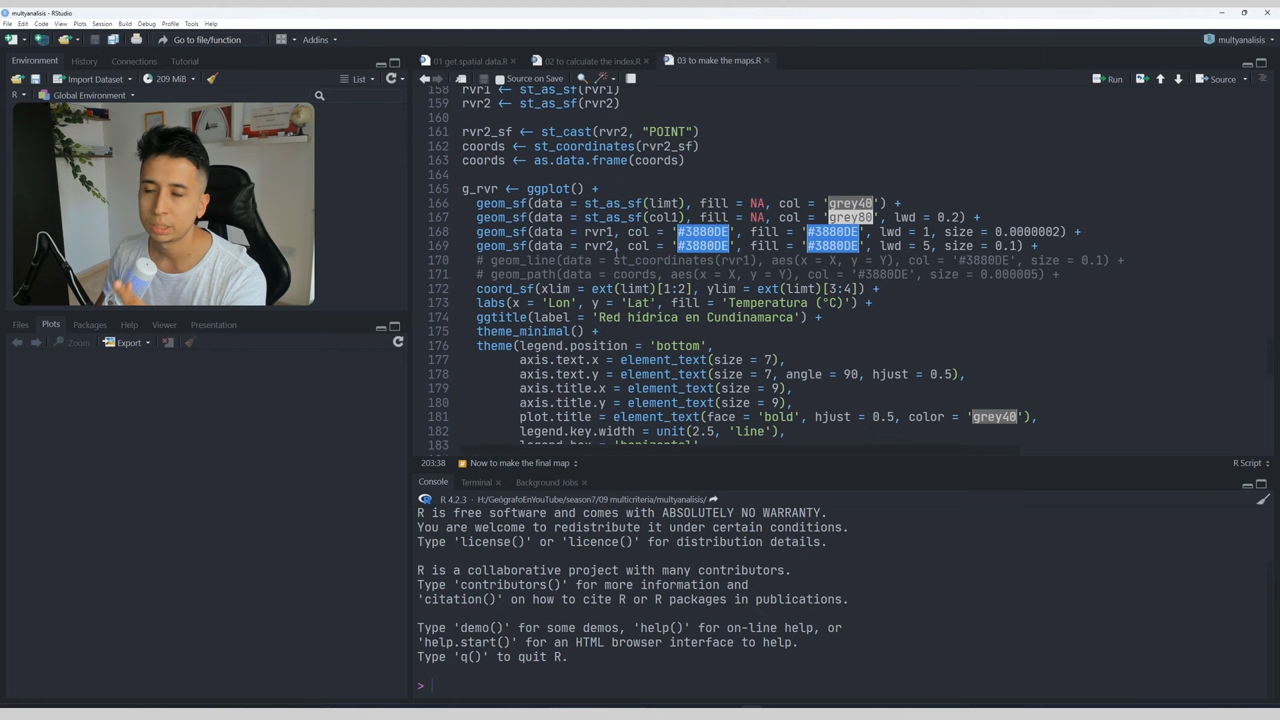 multyanalisis - RStudio
File Edit Code View Plots Session Build Debug Profile Tools Help
Go to file/function
Addins
multyanalisis
Environment History Connections Tutorial
Import Dataset 209 MiB List
R Global Environment
Files Plots Packages Help Viewer Presentation
Zoom Export
01 get spatial data.R 02 to calculate the index.R 03 to make the maps.R
Source on Save Run Source
158 rvr1 <- st_as_sf(rvr1)
159 rvr2 <- st_as_sf(rvr2)
160
161 rvr2_sf <- st_cast(rvr2, "POINT")
162 coords <- st_coordinates(rvr2_sf)
163 coords <- as.data.frame(coords)
164
165 g_rvr <- ggplot() +
166 geom_sf(data = st_as_sf(limt), fill = NA, col = 'grey40') +
167 geom_sf(data = st_as_sf(col1), fill = NA, col = 'grey80', lwd = 0.2) +
168 geom_sf(data = rvr1, col = '#3880DE', fill = '#3880DE', lwd = 1, size = 0.0000002) +
169 geom_sf(data = rvr2, col = '#3880DE', fill = '#3880DE', lwd = 5, size = 0.1) +
170 # geom_line(data = st_coordinates(rvr1), aes(x = X, y = Y), col = '#3880DE', size = 0.1) +
171 # geom_path(data = coords, aes(x = X, y = Y), col = '#3880DE', size = 0.000005) +
172 coord_sf(xlim = ext(limt)[1:2], ylim = ext(limt)[3:4]) +
173 labs(x = 'Lon', y = 'Lat', fill = 'Temperatura (°C)') +
174 ggtitle(label = 'Red hídrica en Cundinamarca') +
175 theme_minimal() +
176 theme(legend.position = 'bottom',
177 axis.text.x = element_text(size = 7),
178 axis.text.y = element_text(size = 7, angle = 90, hjust = 0.5),
179 axis.title.x = element_text(size = 9),
180 axis.title.y = element_text(size = 9),
181 plot.title = element_text(face = 'bold', hjust = 0.5, color = 'grey40'),
182 legend.key.width = unit(2.5, 'line'),
183 legend.box = 'horizontal'
203:38 Now to make the final map R Script
Console Terminal Background Jobs
R 4.2.3 · H:/GeógrafoEnYouTube/season7/09 multicriteria/multyanalisis/
R is free software and comes with ABSOLUTELY NO WARRANTY.
You are welcome to redistribute it under certain conditions.
Type 'license()' or 'licence()' for distribution details.
R is a collaborative project with many contributors.
Type 'contributors()' for more information and
'citation()' on how to cite R or R packages in publications.
Type 'demo()' for some demos, 'help()' for on-line help, or
'help.start()' for an HTML browser interface to help.
Type 'q()' to quit R.
>